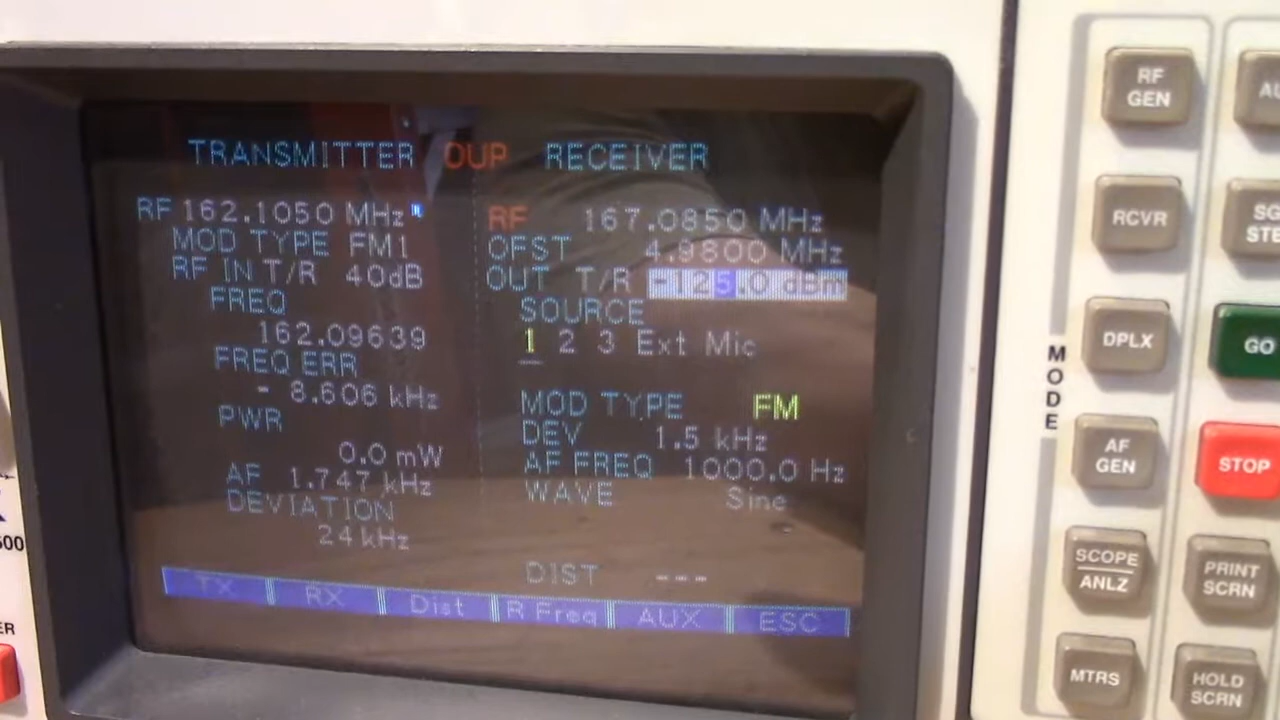 TRANSMITTER DUP RECEIVER
RF 162.1050 MHz
MOD TYPE FM1
RF IN T/R 40dB
FREQ
162.09639
FREQ ERR
- 8.606 kHz
PWR
0.0 mW
AF 1.747 kHz
DEVIATION
24 kHz
RF 167.0850 MHz
OFST 4.9800 MHz
OUT T/R -125.0 dBm
SOURCE
1 2 3 Ext Mic
MOD TYPE FM
DEV 1.5 kHz
AF FREQ 1000.0 Hz
WAVE Sine
DIST ---
TX RX Dist R Freq AUX ESC
MODE
RF GEN
RCVR
DPLX
AF GEN
SCOPE
ANLZ
MTRS
GO
STOP
PRINT SCRN
HOLD SCRN